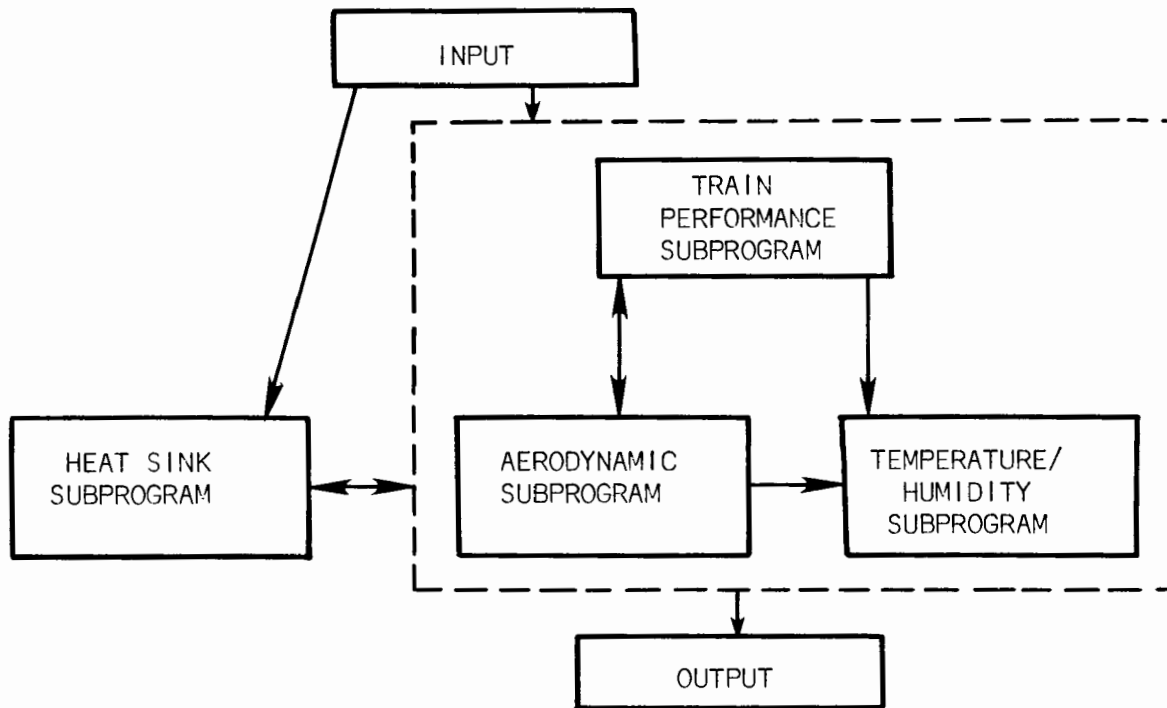 INPUT
TRAIN
PERFORMANCE
SUBPROGRAM
HEAT SINK
SUBPROGRAM
AERODYNAMIC
SUBPROGRAM
TEMPERATURE/
HUMIDITY
SUBPROGRAM
OUTPUT